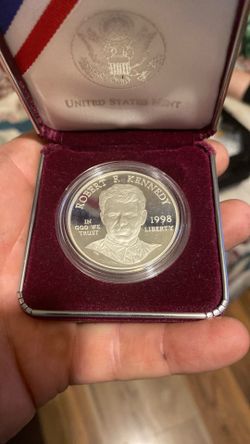 UNITED STATES MINT
ROBERT F. KENNEDY
IN
GOD WE
TRUST
1998
LIBERTY